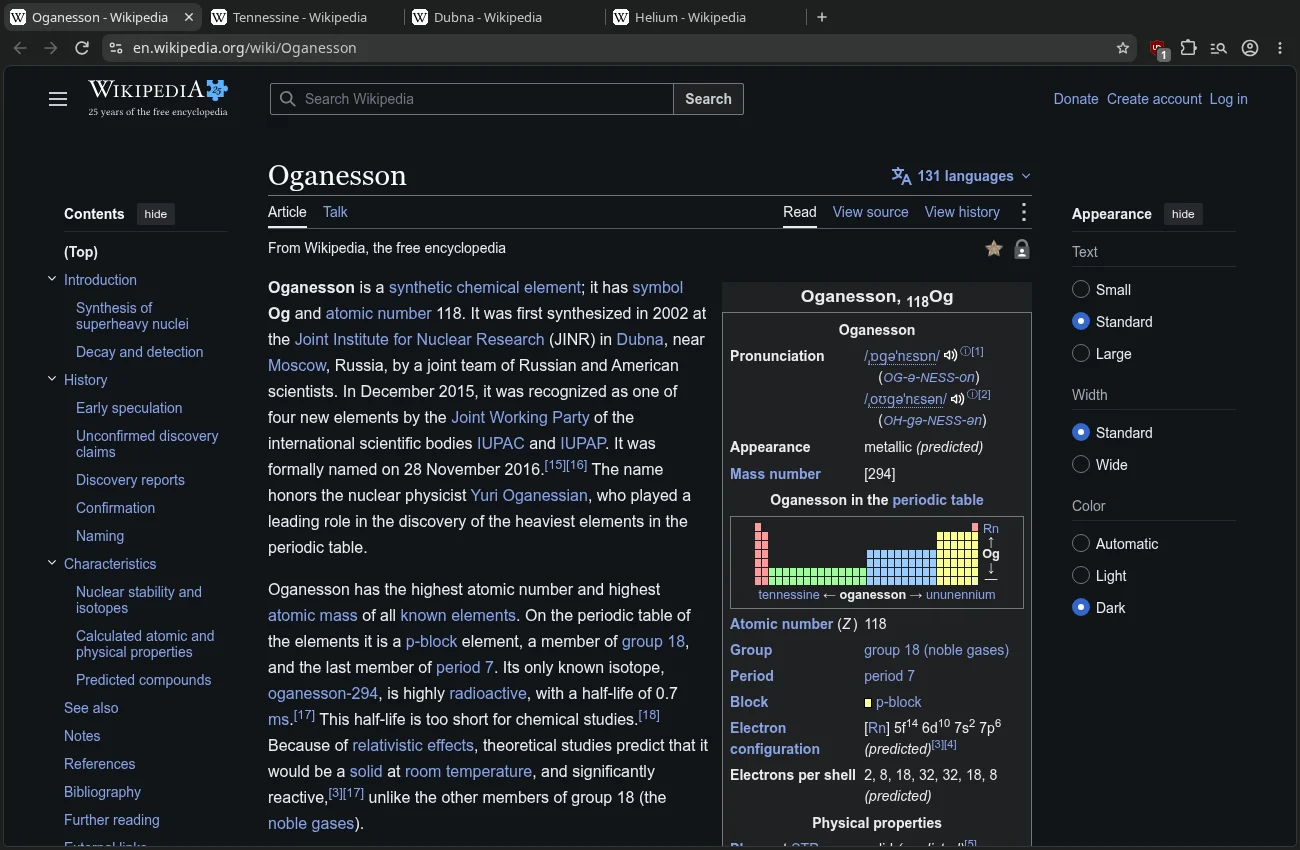 Oganesson - Wikipedia
Tennessine - Wikipedia
Dubna - Wikipedia
Helium - Wikipedia
en.wikipedia.org/wiki/Oganesson
1
WIKIPEDIA 25
25 years of the free encyclopedia
Search Wikipedia
Search
Donate Create account Log in
Contents hide
(Top)
Introduction
Synthesis of
superheavy nuclei
Decay and detection
History
Early speculation
Unconfirmed discovery
claims
Discovery reports
Confirmation
Naming
Characteristics
Nuclear stability and
isotopes
Calculated atomic and
physical properties
Predicted compounds
See also
Notes
References
Bibliography
Further reading
External links
Oganesson
131 languages
Article Talk
Read View source View history
From Wikipedia, the free encyclopedia
Oganesson is a synthetic chemical element; it has symbol
Og and atomic number 118. It was first synthesized in 2002 at
the Joint Institute for Nuclear Research (JINR) in Dubna, near
Moscow, Russia, by a joint team of Russian and American
scientists. In December 2015, it was recognized as one of
four new elements by the Joint Working Party of the
international scientific bodies IUPAC and IUPAP. It was
formally named on 28 November 2016.[15][16] The name
honors the nuclear physicist Yuri Oganessian, who played a
leading role in the discovery of the heaviest elements in the
periodic table.
Oganesson has the highest atomic number and highest
atomic mass of all known elements. On the periodic table of
the elements it is a p-block element, a member of group 18,
and the last member of period 7. Its only known isotope,
oganesson-294, is highly radioactive, with a half-life of 0.7
ms.[17] This half-life is too short for chemical studies.[18]
Because of relativistic effects, theoretical studies predict that it
would be a solid at room temperature, and significantly
reactive,[3][17] unlike the other members of group 18 (the
noble gases).
Oganesson, 118Og
Oganesson
Pronunciation /ˌɒɡəˈnɛsɒn/ ⓘ[1]
(OG-ə-NESS-on)
/ˌoʊɡəˈnɛsən/ ⓘ[2]
(OH-gə-NESS-ən)
Appearance metallic (predicted)
Mass number [294]
Oganesson in the periodic table
Rn
↑
Og
↓
—
tennessine ← oganesson → ununennium
Atomic number (Z) 118
Group group 18 (noble gases)
Period period 7
Block p-block
Electron configuration [Rn] 5f14 6d10 7s2 7p6
(predicted)[3][4]
Electrons per shell 2, 8, 18, 32, 32, 18, 8
(predicted)
Physical properties
Appearance hide
Text
Small
Standard
Large
Width
Standard
Wide
Color
Automatic
Light
Dark